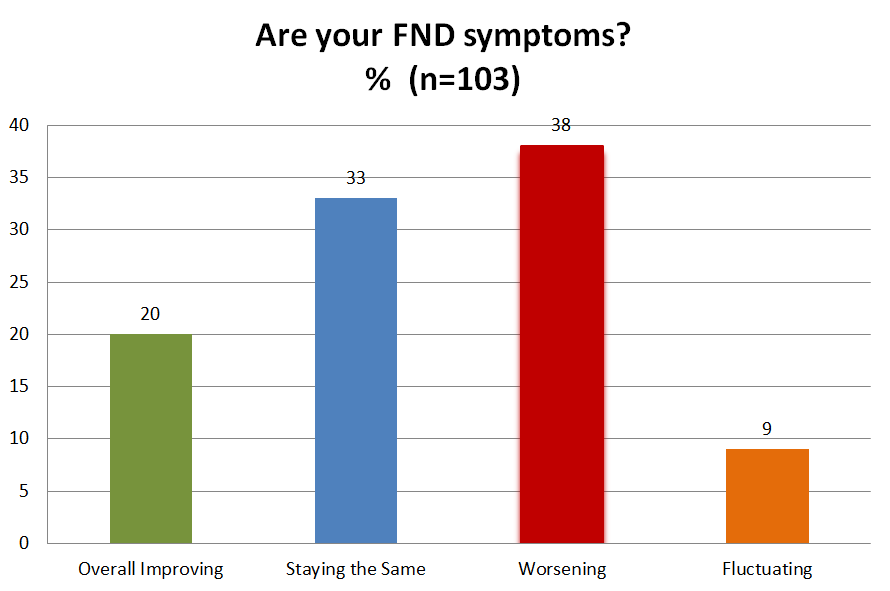 Are your FND symptoms?
% (n=103)
40
35
30
25
20
15
10
5
0
20
33
38
9
Overall Improving
Staying the Same
Worsening
Fluctuating